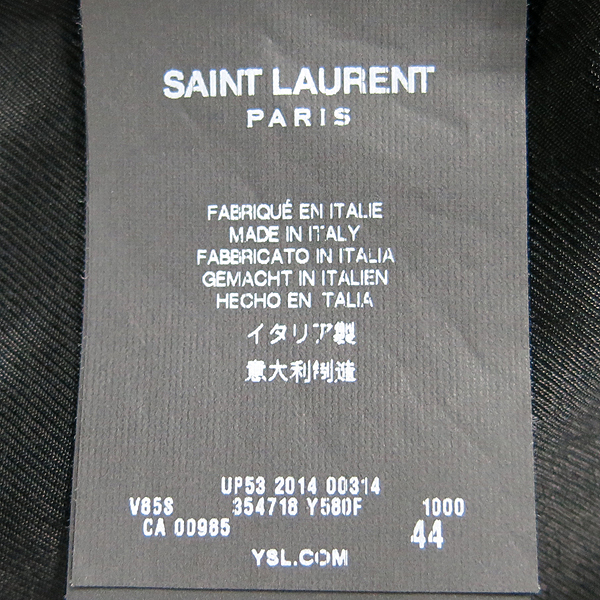 SAINT LAURENT
PARIS
FABRIQUÉ EN ITALIE
MADE IN ITALY
FABBRICATO IN ITALIA
GEMACHT IN ITALIEN
HECHO EN TALIA
イタリア製
意大利制造
UP53 2014 00314
V85S 354718 Y580F 1000
CA 00985 44
YSL.COM